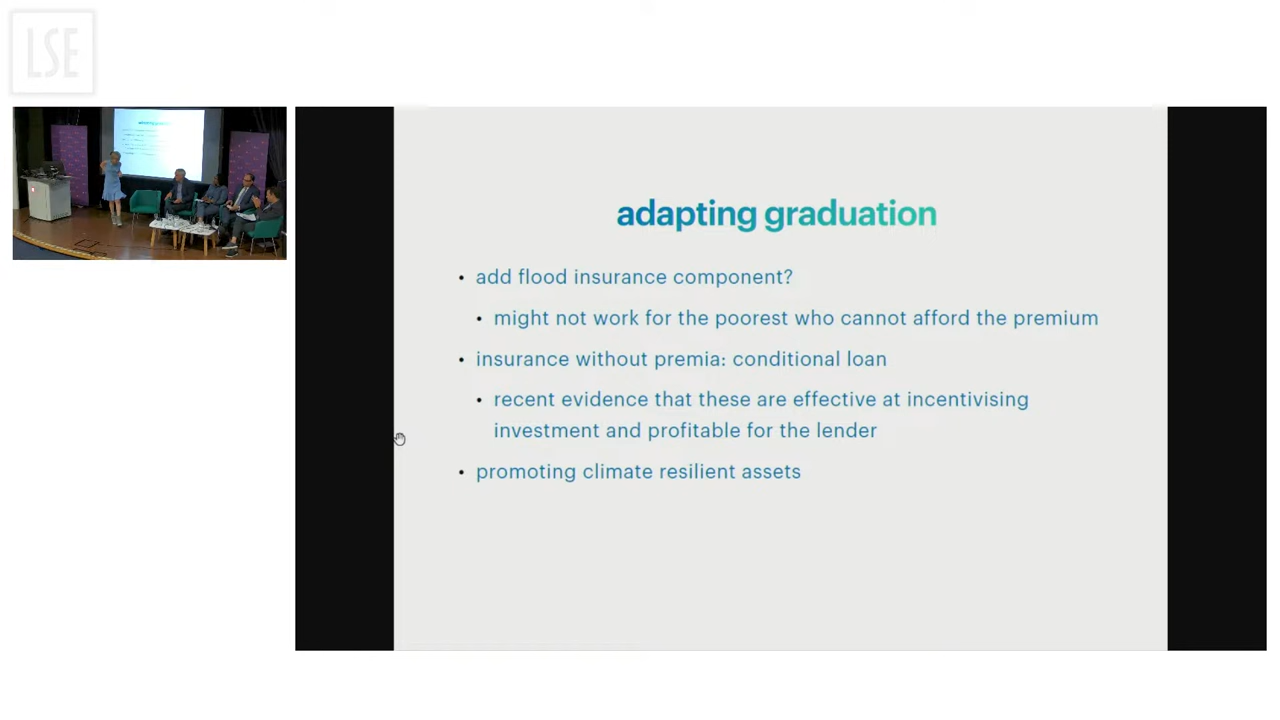 LSE
adapting graduation
• add flood insurance component?
• might not work for the poorest who cannot afford the premium
• insurance without premia: conditional loan
• recent evidence that these are effective at incentivising
investment and profitable for the lender
• promoting climate resilient assets